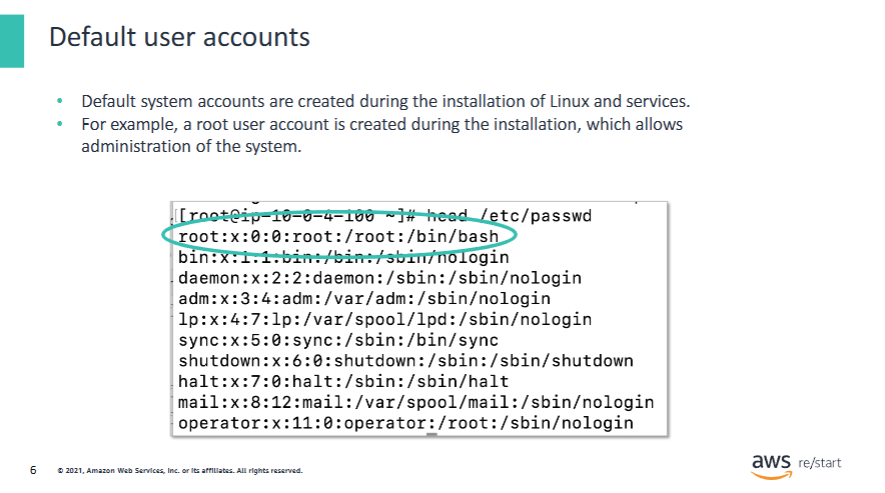 Default user accounts
• Default system accounts are created during the installation of Linux and services.
• For example, a root user account is created during the installation, which allows
administration of the system.
[root@ip-10-0-4-100 ~]# head /etc/passwd
root:x:0:0:root:/root:/bin/bash
bin:x:1:1:bin:/bin:/sbin/nologin
daemon:x:2:2:daemon:/sbin:/sbin/nologin
adm:x:3:4:adm:/var/adm:/sbin/nologin
lp:x:4:7:lp:/var/spool/lpd:/sbin/nologin
sync:x:5:0:sync:/sbin:/bin/sync
shutdown:x:6:0:shutdown:/sbin:/sbin/shutdown
halt:x:7:0:halt:/sbin:/sbin/halt
mail:x:8:12:mail:/var/spool/mail:/sbin/nologin
operator:x:11:0:operator:/root:/sbin/nologin
6 © 2021, Amazon Web Services, Inc. or its affiliates. All rights reserved.
aws re/start